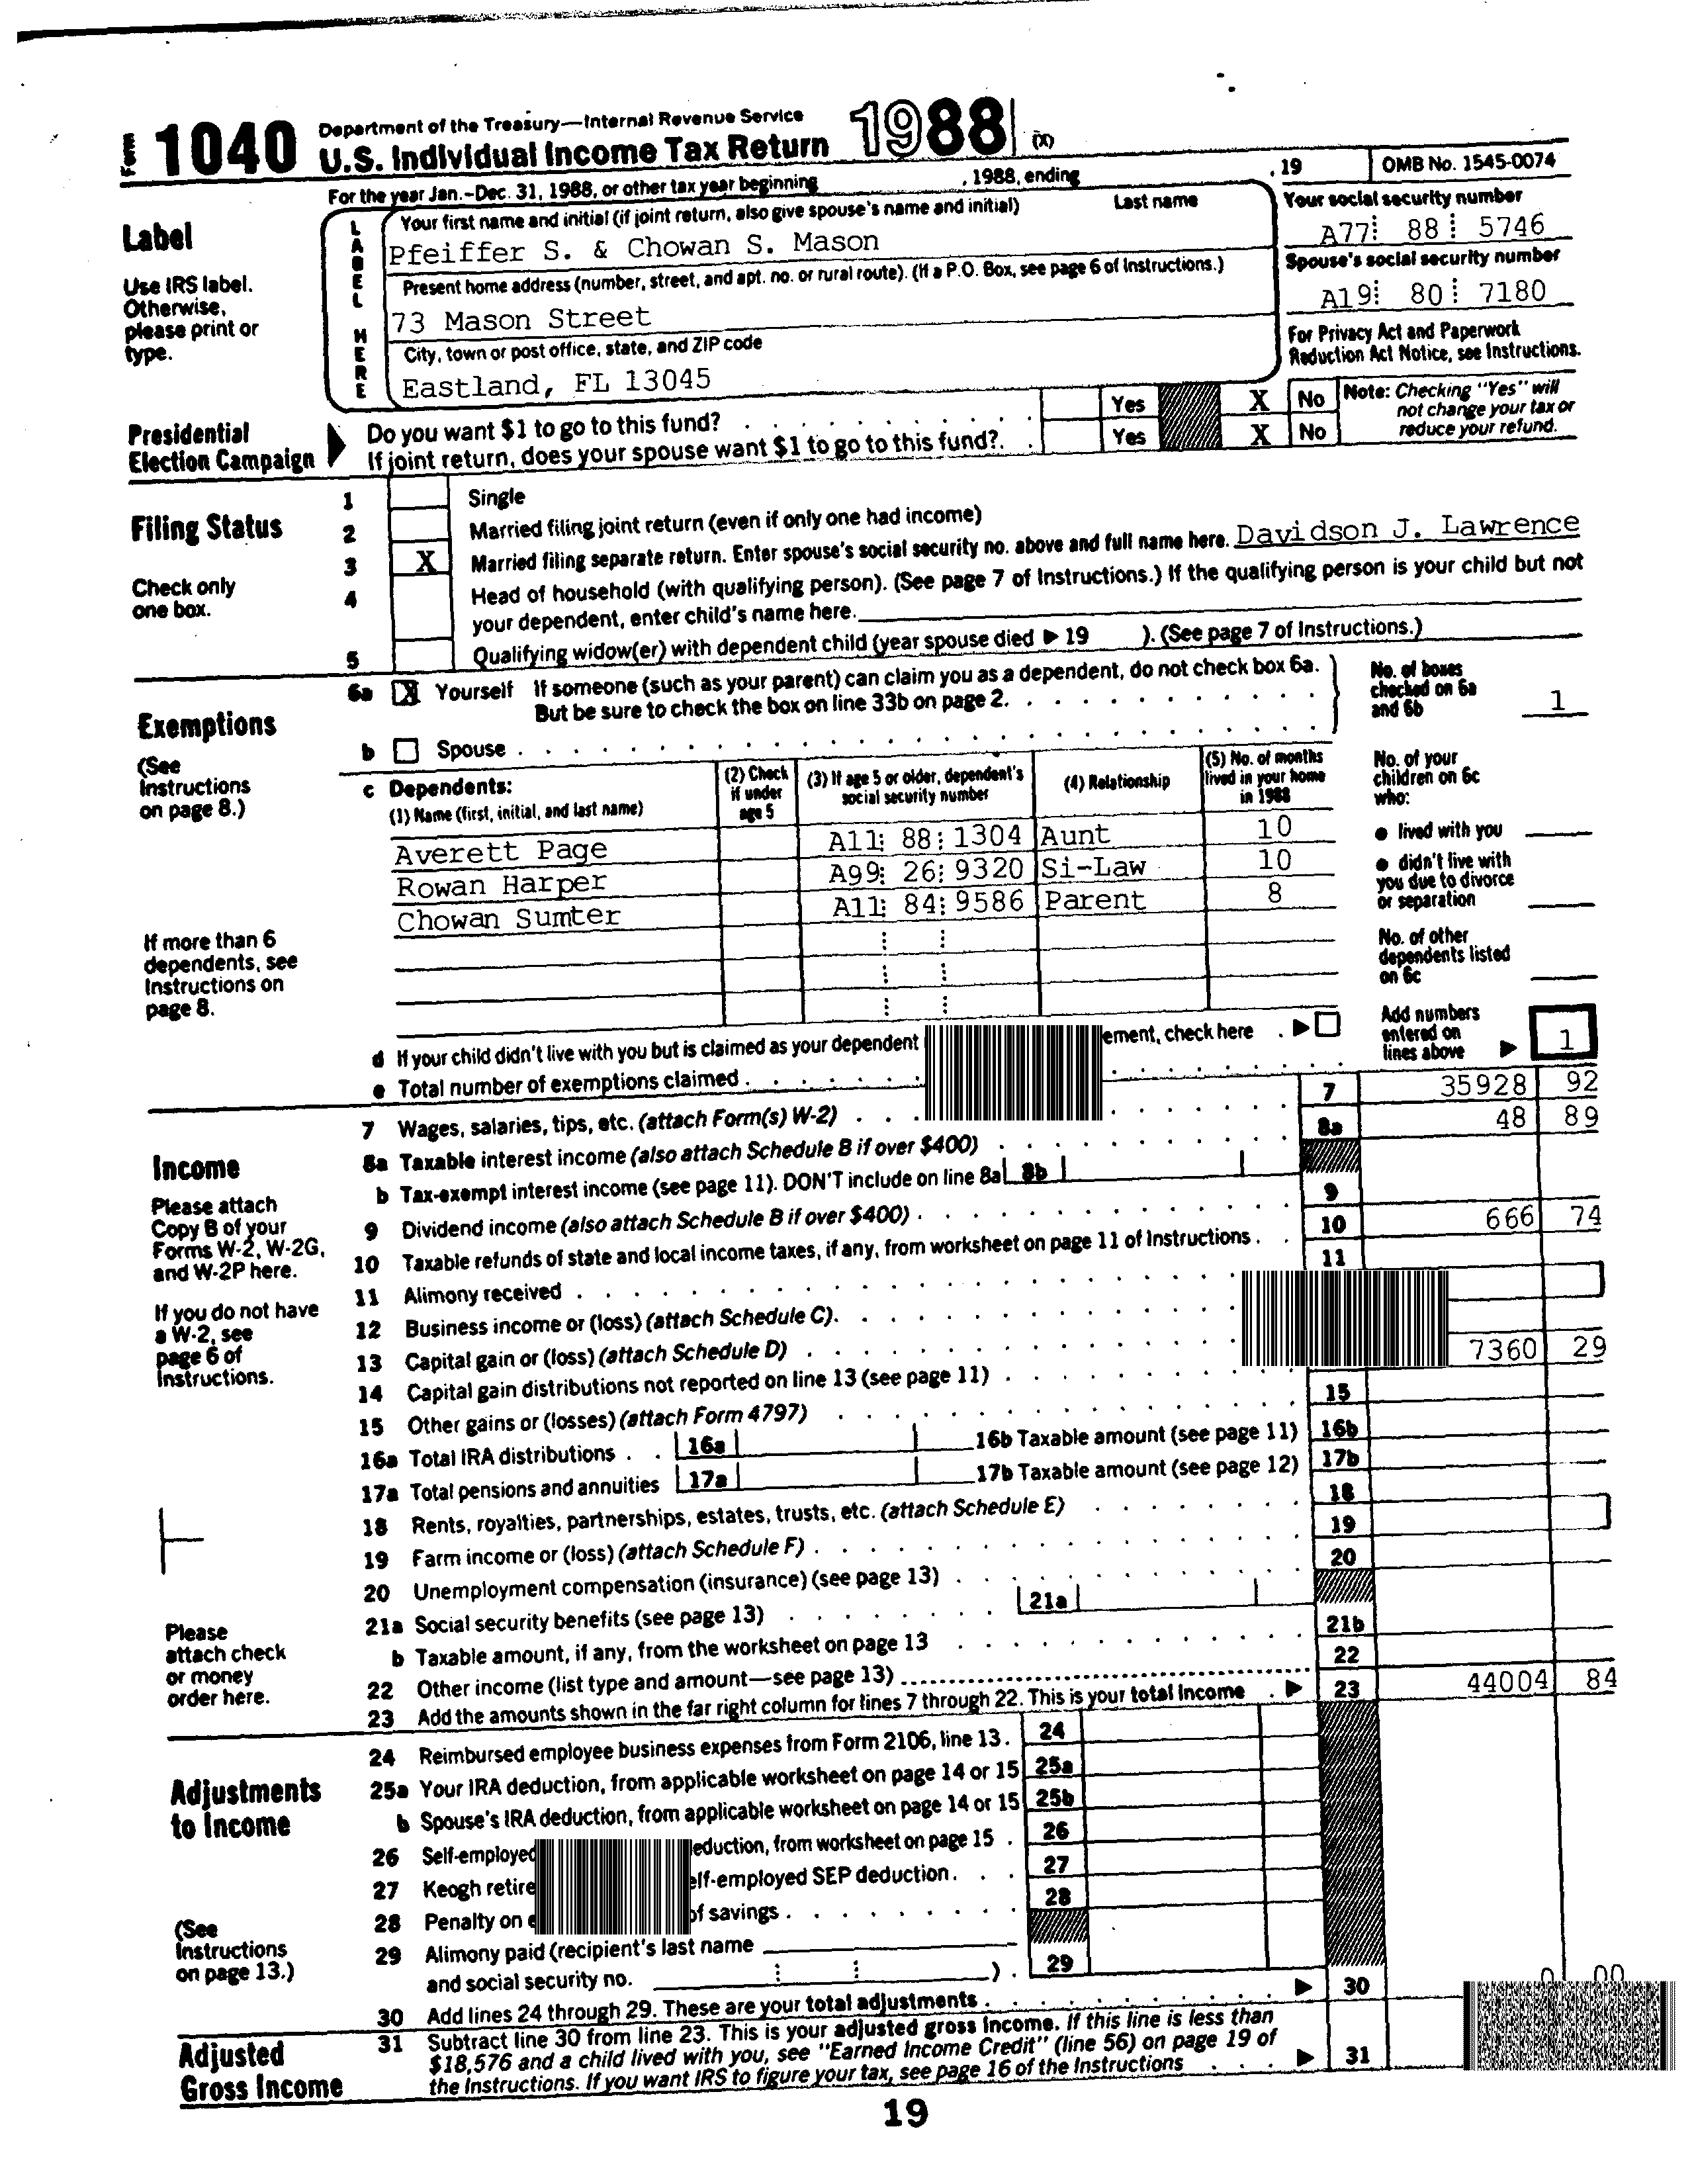 Form 1040 Department of the Treasury—Internal Revenue Service
U.S. Individual Income Tax Return 1988 (X)
For the year Jan.-Dec. 31, 1988, or other tax year beginning , 1988, ending , 19 OMB No. 1545-0074
Label
Use IRS label.
Otherwise,
please print or
type.
LABEL HERE
Your first name and initial (if joint return, also give spouse's name and initial) Last name
Pfeiffer S. & Chowan S. Mason
Present home address (number, street, and apt. no. or rural route). (If a P.O. Box, see page 6 of Instructions.)
73 Mason Street
City, town or post office, state, and ZIP code
Eastland, FL 13045
Your social security number
A77 88 5746
Spouse's social security number
A19 80 7180
For Privacy Act and Paperwork
Reduction Act Notice, see Instructions.
Presidential
Election Campaign
Do you want $1 to go to this fund? Yes X No
If joint return, does your spouse want $1 to go to this fund?. Yes X No
Note: Checking "Yes" will
not change your tax or
reduce your refund.
Filing Status
Check only
one box.
1 Single
2 Married filing joint return (even if only one had income)
3 X Married filing separate return. Enter spouse's social security no. above and full name here. Davidson J. Lawrence
4 Head of household (with qualifying person). (See page 7 of Instructions.) If the qualifying person is your child but not
your dependent, enter child's name here.
5 Qualifying widow(er) with dependent child (year spouse died ▶ 19 ). (See page 7 of Instructions.)
Exemptions
(See
Instructions
on page 8.)
6a X Yourself If someone (such as your parent) can claim you as a dependent, do not check box 6a.
But be sure to check the box on line 33b on page 2.
b Spouse
No. of boxes
checked on 6a
and 6b 1
c Dependents:
(1) Name (first, initial, and last name)
(2) Check
if under
age 5
(3) If age 5 or older, dependent's
social security number
(4) Relationship
(5) No. of months
lived in your home
in 1988
Averett Page A11 88 1304 Aunt 10
Rowan Harper A99 26 9320 Si-Law 10
Chowan Sumter A11 84 9586 Parent 8
No. of your
children on 6c
who:
● lived with you
● didn't live with
you due to divorce
or separation
No. of other
dependents listed
on 6c
If more than 6
dependents, see
Instructions on
page 8.
d If your child didn't live with you but is claimed as your dependent ement, check here ▶
e Total number of exemptions claimed
Add numbers
entered on
lines above ▶ 1
Income
Please attach
Copy B of your
Forms W-2, W-2G,
and W-2P here.
If you do not have
a W-2, see
page 6 of
Instructions.
Please
attach check
or money
order here.
7 Wages, salaries, tips, etc. (attach Form(s) W-2) 7 35928 92
8a Taxable interest income (also attach Schedule B if over $400) 8a 48 89
b Tax-exempt interest income (see page 11). DON'T include on line 8a 8b
9 Dividend income (also attach Schedule B if over $400) 9
10 Taxable refunds of state and local income taxes, if any, from worksheet on page 11 of Instructions 10 666 74
11 Alimony received 11
12 Business income or (loss) (attach Schedule C)
13 Capital gain or (loss) (attach Schedule D) 7360 29
14 Capital gain distributions not reported on line 13 (see page 11)
15 Other gains or (losses) (attach Form 4797) 15
16a Total IRA distributions 16a 16b Taxable amount (see page 11) 16b
17a Total pensions and annuities 17a 17b Taxable amount (see page 12) 17b
18 Rents, royalties, partnerships, estates, trusts, etc. (attach Schedule E) 18
19 Farm income or (loss) (attach Schedule F) 19
20 Unemployment compensation (insurance) (see page 13) 20
21a Social security benefits (see page 13) 21a
b Taxable amount, if any, from the worksheet on page 13 21b
22 Other income (list type and amount—see page 13) 22
23 Add the amounts shown in the far right column for lines 7 through 22. This is your total income ▶ 23 44004 84
Adjustments
to Income
(See
Instructions
on page 13.)
24 Reimbursed employee business expenses from Form 2106, line 13. 24
25a Your IRA deduction, from applicable worksheet on page 14 or 15 25a
b Spouse's IRA deduction, from applicable worksheet on page 14 or 15 25b
26 Self-employed eduction, from worksheet on page 15 26
27 Keogh retire elf-employed SEP deduction 27
28 Penalty on of savings 28
29 Alimony paid (recipient's last name
and social security no. ). 29
30 Add lines 24 through 29. These are your total adjustments ▶ 30 0 00
Adjusted
Gross Income
31 Subtract line 30 from line 23. This is your adjusted gross income. If this line is less than
$18,576 and a child lived with you, see "Earned Income Credit" (line 56) on page 19 of
the Instructions. If you want IRS to figure your tax, see page 16 of the Instructions ▶ 31
19